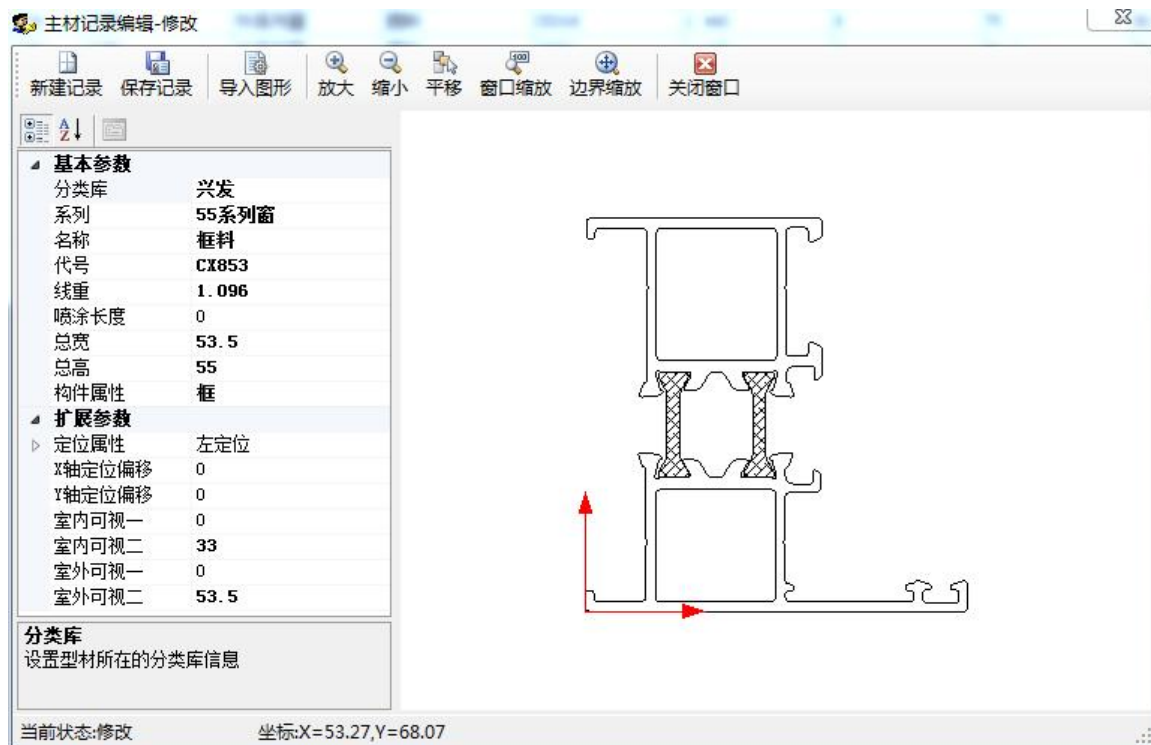 主材记录编辑-修改
新建记录 保存记录 导入图形 放大 缩小 平移 窗口缩放 边界缩放 关闭窗口
基本参数
分类库 兴发
系列 55系列窗
名称 框料
代号 CX853
线重 1.096
喷涂长度 0
总宽 53.5
总高 55
构件属性 框
扩展参数
定位属性 左定位
X轴定位偏移 0
Y轴定位偏移 0
室内可视一 0
室内可视二 33
室外可视一 0
室外可视二 53.5
分类库
设置型材所在的分类库信息
当前状态:修改 坐标:X=53.27,Y=68.07